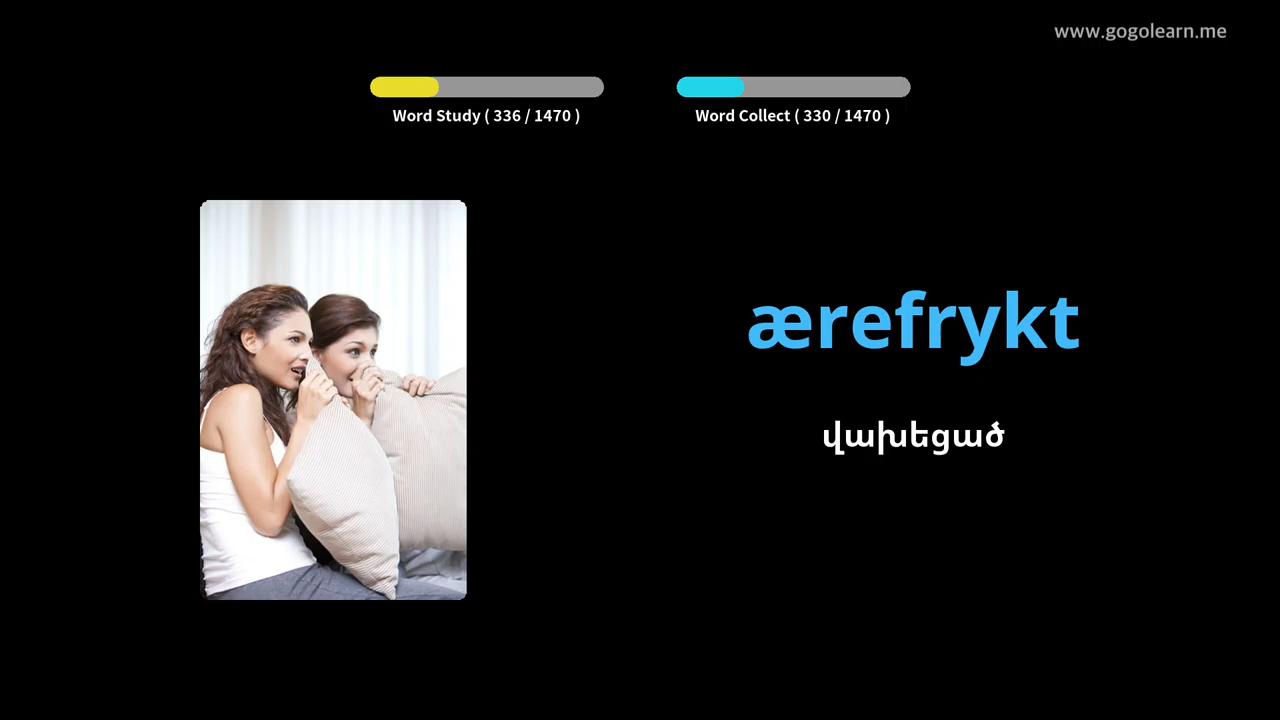 www.gogolearn.me
Word Study ( 336 / 1470 )
Word Collect ( 330 / 1470 )
ærefrykt
վախեցած